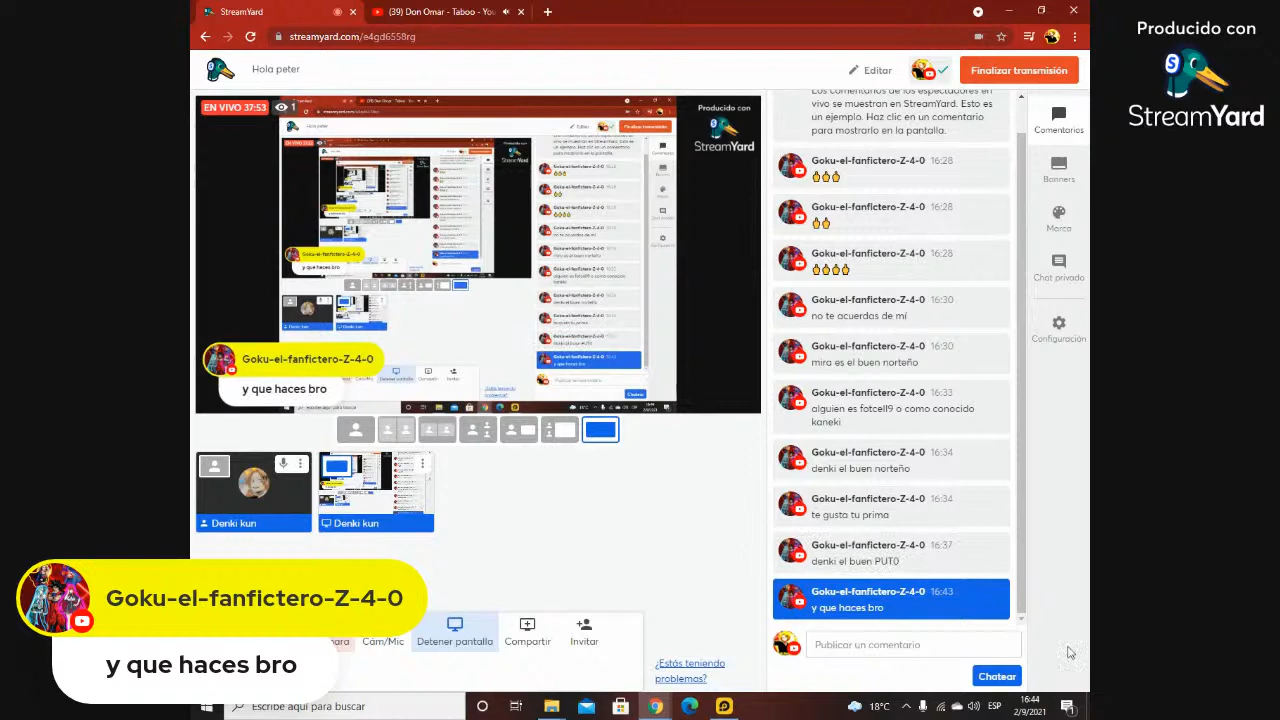 StreamYard
(39) Don Omar - Taboo - You
streamyard.com/e4gd6558rg
Hola peter
Editar
Finalizar transmisión
Producido con
StreamYard
EN VIVO 37:53
1
Producido con
StreamYard
Los comentarios de los espectadores en
vivo se muestran en StreamYard. Esto es
un ejemplo. Haz clic en un comentario
para mostrarlo en la pantalla.
Goku-el-fanfictero-Z-4-0 16:28
Goku-el-fanfictero-Z-4-0 16:28
Goku-el-fanfictero-Z-4-0 16:28
Goku-el-fanfictero-Z-4-0 16:30
no te acuerdas de mí
Goku-el-fanfictero-Z-4-0 16:30
miro es el buen norteño
Goku-el-fanfictero-Z-4-0 16:34
alguien es fatcell9 o como conocido
kaneki
Goku-el-fanfictero-Z-4-0 16:34
denki el buen norteño
Goku-el-fanfictero-Z-4-0 16:34
te gusta tu prima
Goku-el-fanfictero-Z-4-0 16:37
denki el buen PUT0
Goku-el-fanfictero-Z-4-0 16:43
y que haces bro
Publicar un comentario
Chatear
Comentarios
Banners
Marca
Chat privado
Configuración
Goku-el-fanfictero-Z-4-0
y que haces bro
Denki kun
Denki kun
Cám/Mic
Detener pantalla
Compartir
Invitar
¿Estás teniendo
problemas?
Goku-el-fanfictero-Z-4-0
y que haces bro
Escribe aquí para buscar
18°C
ESP
16:44
2/9/2021